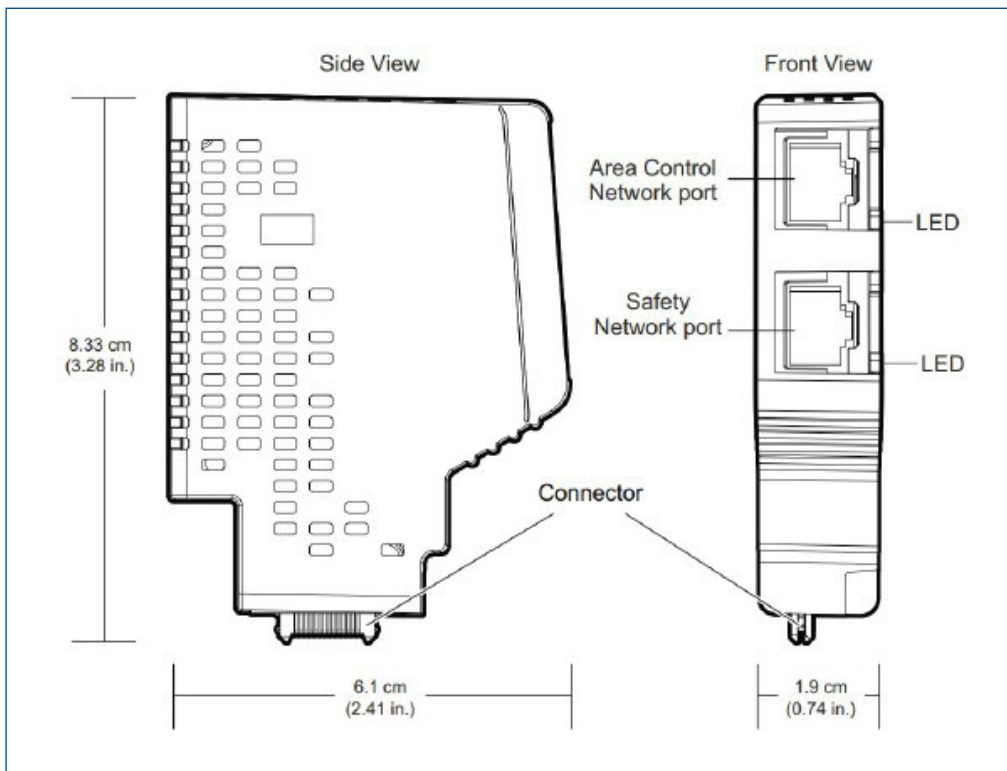 Side View
Front View
Area Control
Network port
LED
8.33 cm
(3.28 in.)
Safety
Network port
LED
Connector
6.1 cm
(2.41 in.)
1.9 cm
(0.74 in.)